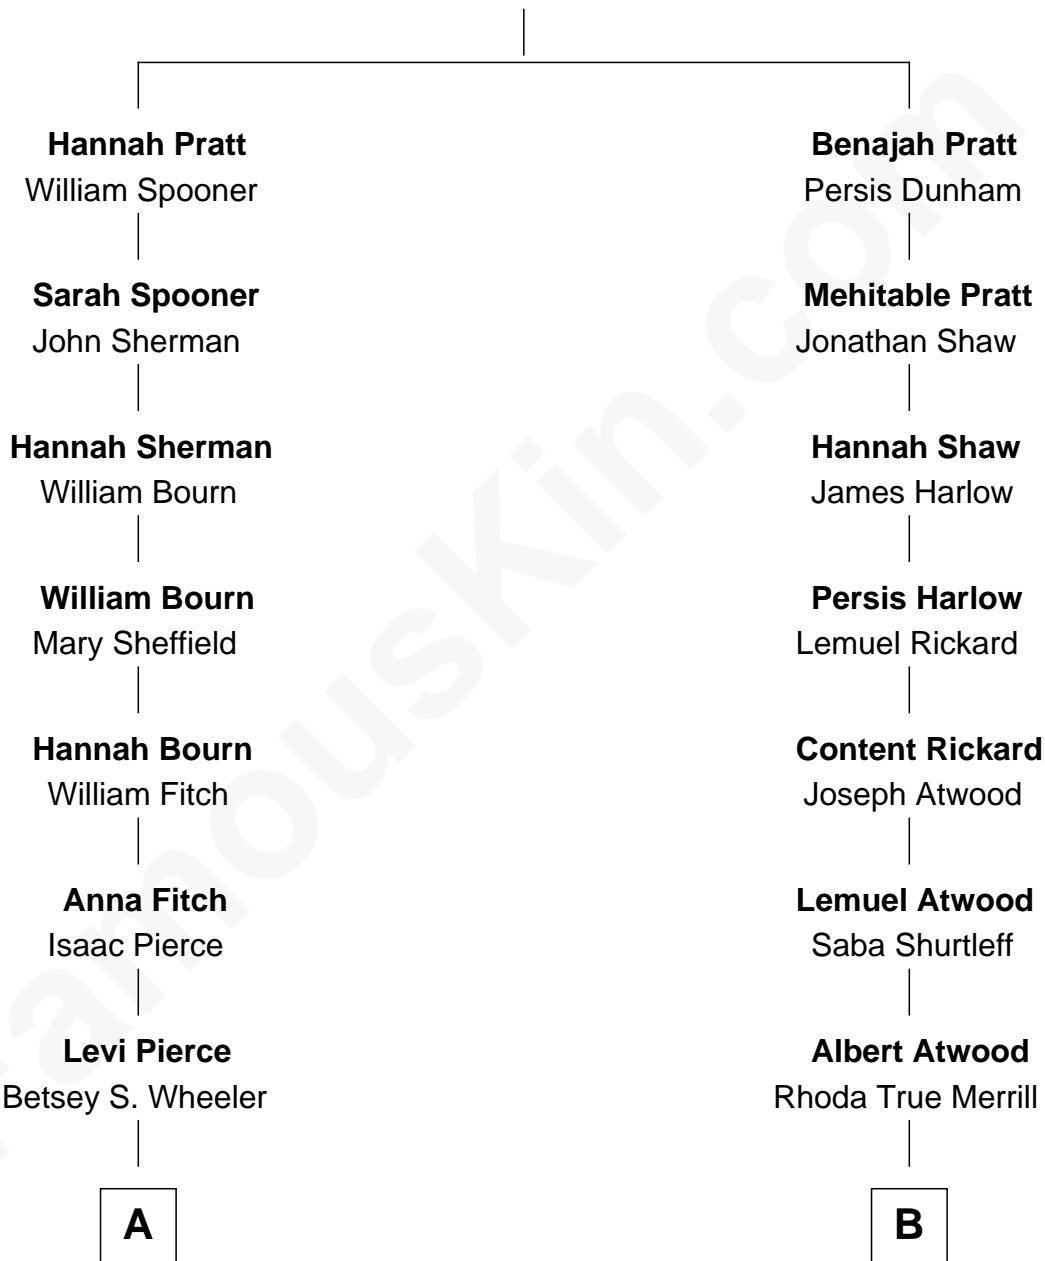 Hannah Pratt
William Spooner
Sarah Spooner
John Sherman
Hannah Sherman
William Bourn
William Bourn
Mary Sheffield
Hannah Bourn
William Fitch
Anna Fitch
Isaac Pierce
Levi Pierce
Betsey S. Wheeler
A
Benajah Pratt
Persis Dunham
Mehitable Pratt
Jonathan Shaw
Hannah Shaw
James Harlow
Persis Harlow
Lemuel Rickard
Content Rickard
Joseph Atwood
Lemuel Atwood
Saba Shurtleff
Albert Atwood
Rhoda True Merrill
B
FamousKin.com